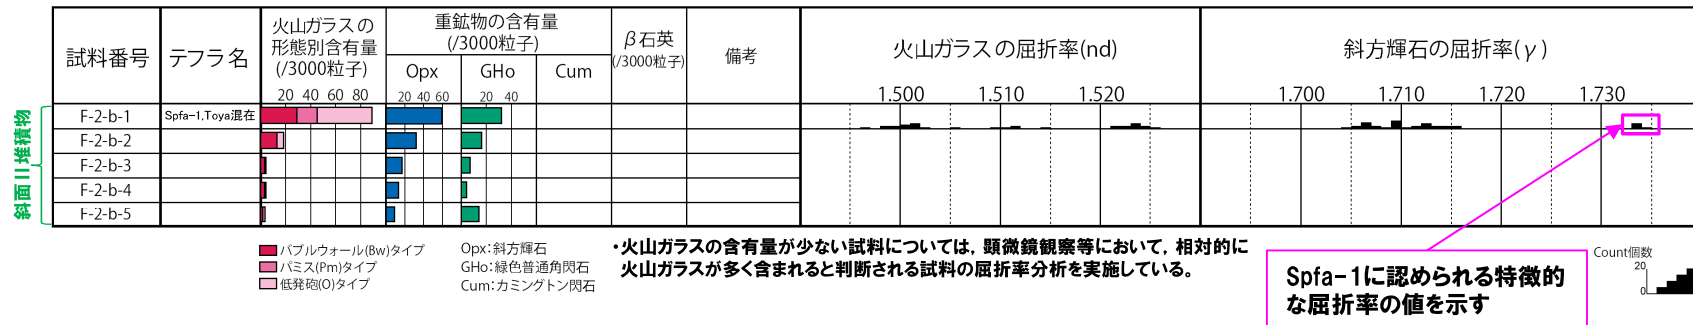 試料番号
テフラ名
火山ガラスの
形態別含有量
(/3000粒子)
20 40 60 80
重鉱物の含有量
(/3000粒子)
Opx
GHo
Cum
20 40 60
20 40
β石英
(/3000粒子)
備考
火山ガラスの屈折率(nd)
1.500 1.510 1.520
斜方輝石の屈折率(γ)
1.700 1.710 1.720 1.730
斜面II堆積物
F-2-b-1
Spfa-1,Toya混在
F-2-b-2
F-2-b-3
F-2-b-4
F-2-b-5
バブルウォール(Bw)タイプ
パミス(Pm)タイプ
低発泡(O)タイプ
Opx：斜方輝石
GHo：緑色普通角閃石
Cum：カミングトン閃石
・火山ガラスの含有量が少ない試料については，顕微鏡観察等において，相対的に
火山ガラスが多く含まれると判断される試料の屈折率分析を実施している。
Spfa-1に認められる特徴的
な屈折率の値を示す
Count個数
20
0